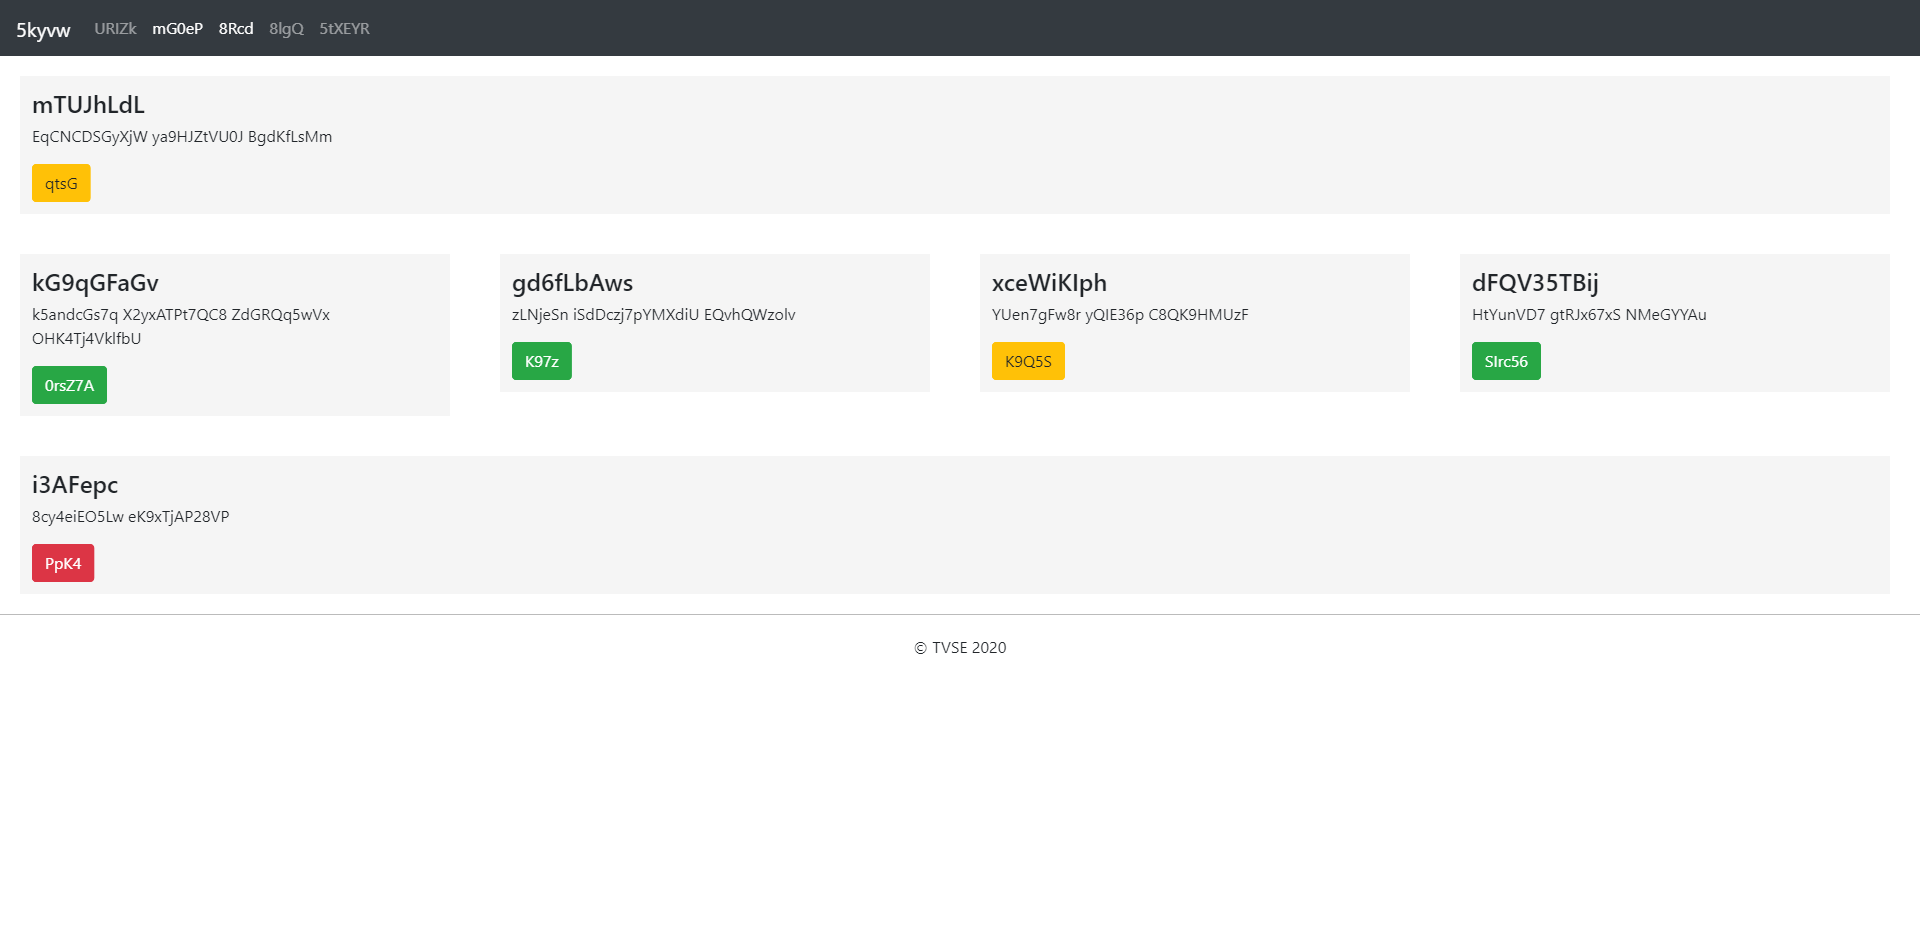 5kyvw URIZk mG0eP 8Rcd 8lgQ 5tXEYR
mTUJhLdL
EqCNCDSGyXjW ya9HJZtVU0J BgdKfLsMm
qtsG
kG9qGFaGv
k5andcGs7q X2yxATPt7QC8 ZdGRQq5wVx
OHK4Tj4VklfbU
0rsZ7A
gd6fLbAws
zLNjeSn iSdDczj7pYMXdiU EQvhQWzolv
K97z
xceWiKIph
YUen7gFw8r yQIE36p C8QK9HMUzF
K9Q5S
dFQV35TBij
HtYunVD7 gtRJx67xS NMeGYYAu
SIrc56
i3AFepc
8cy4eiEO5Lw eK9xTjAP28VP
PpK4
© TVSE 2020